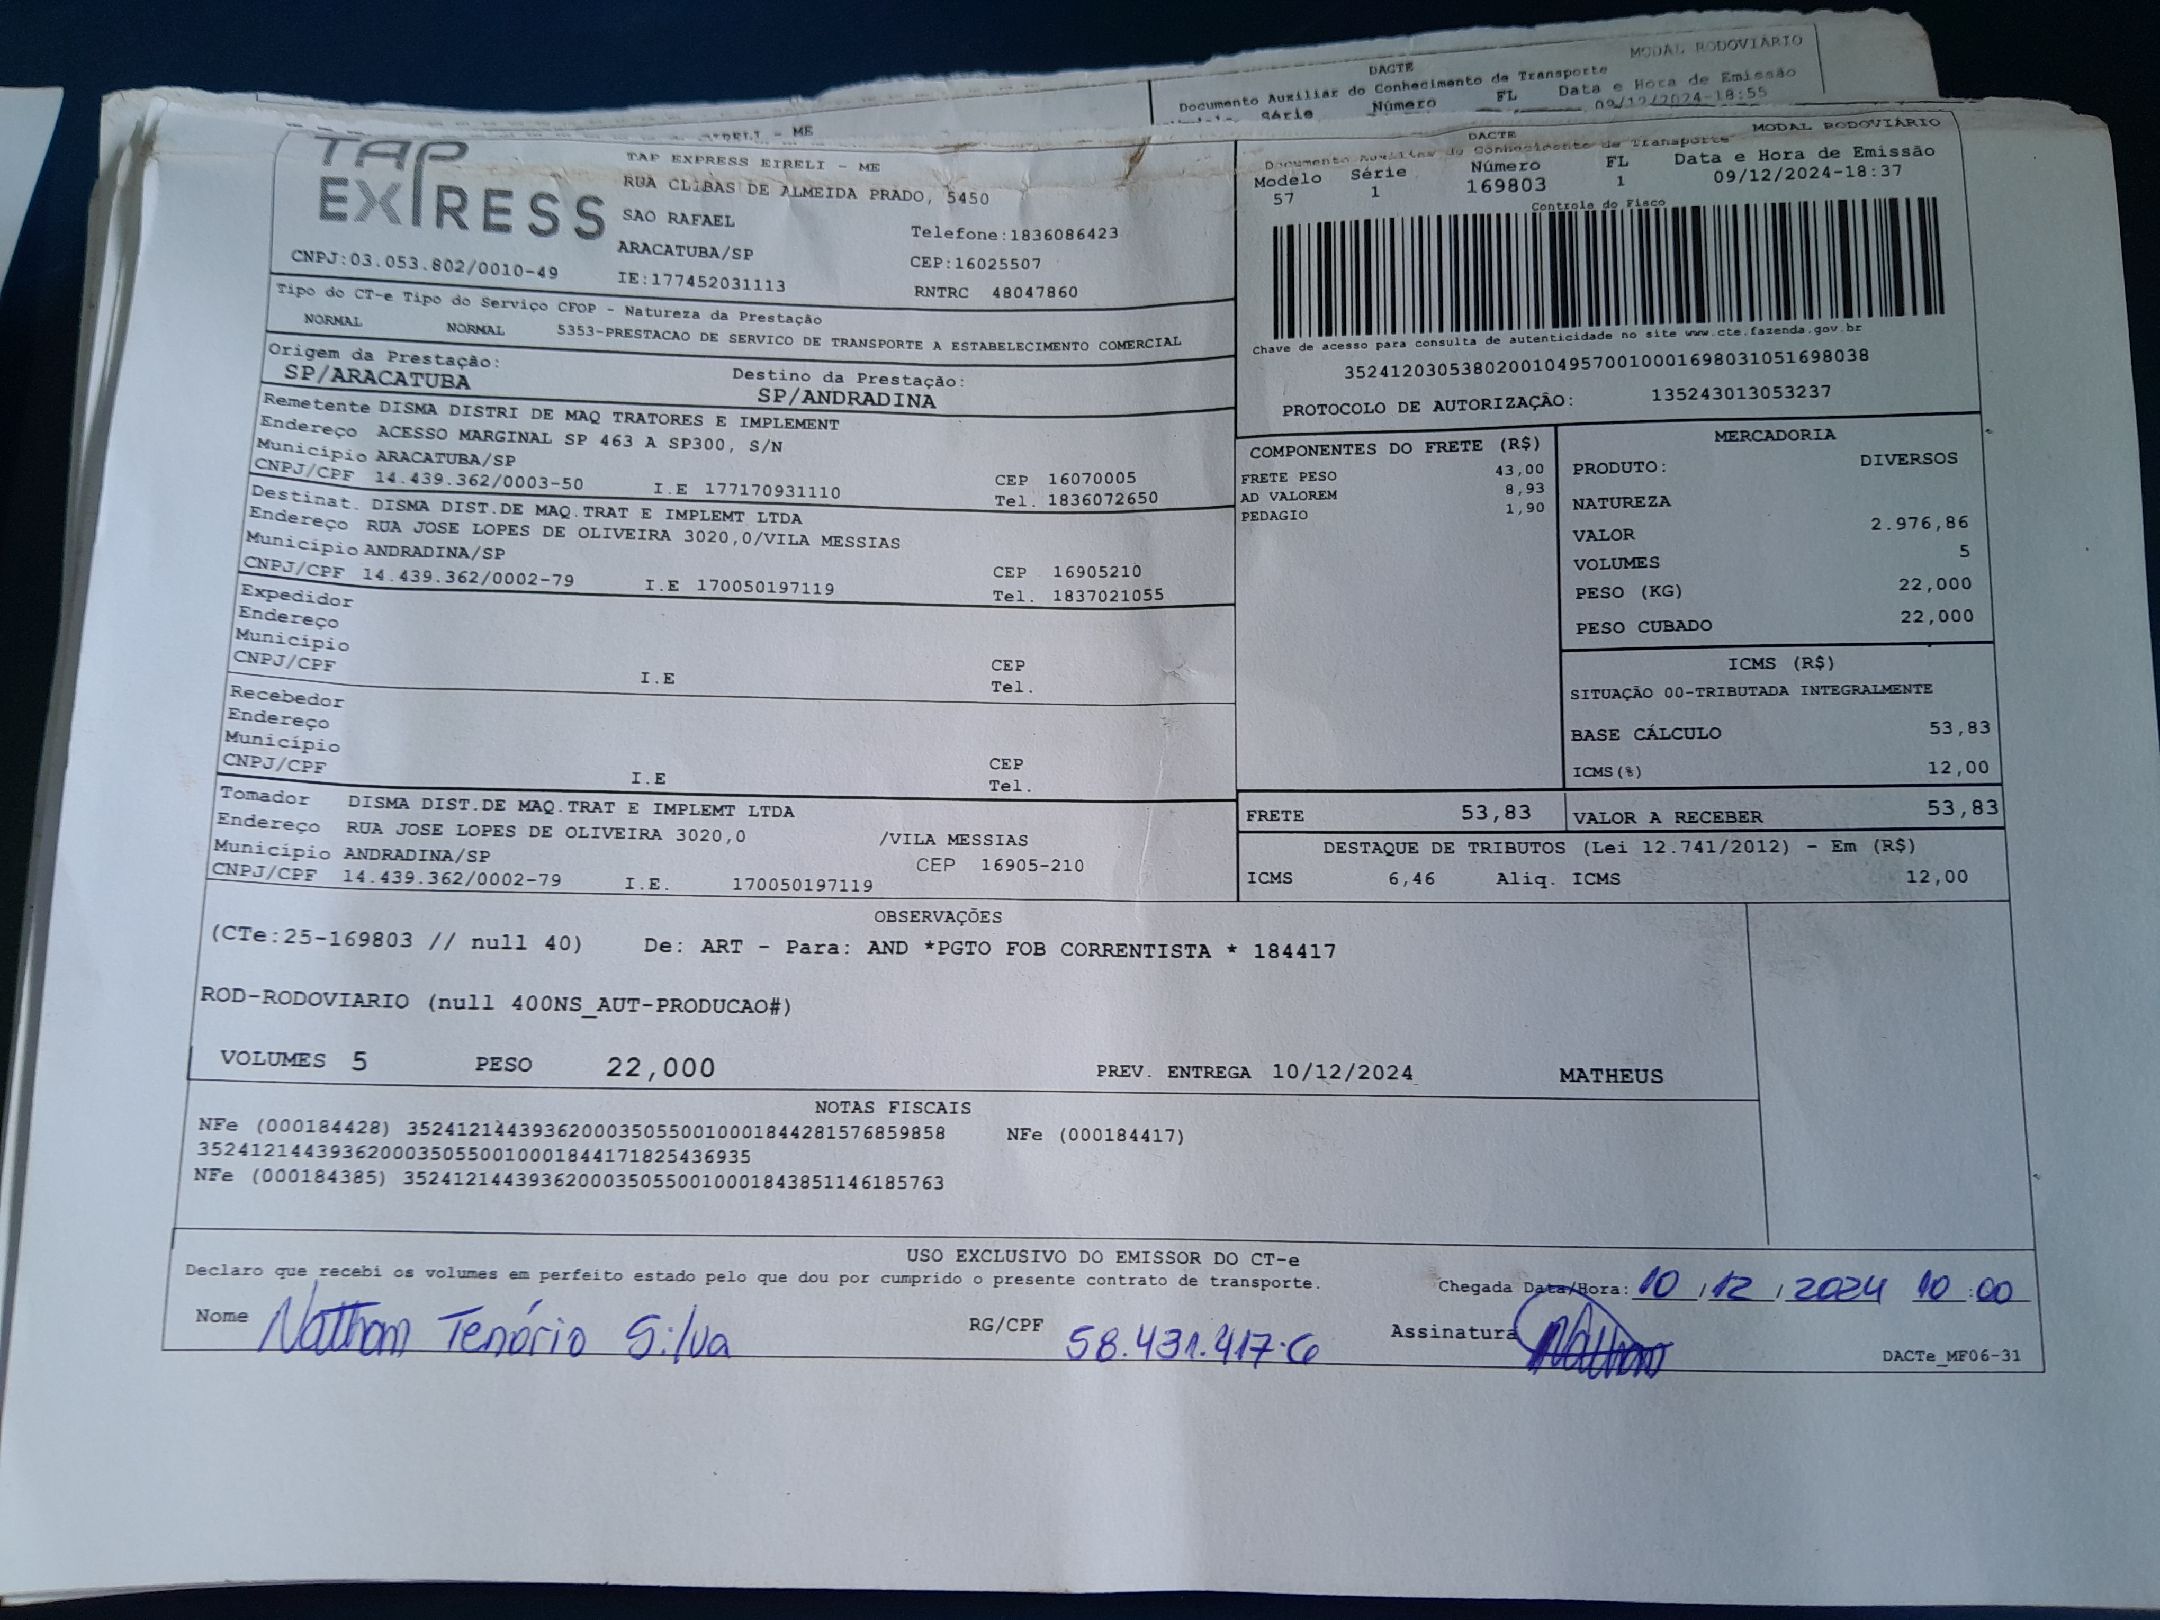 MODAL RODOVIÁRIO
DACTE
Documento Auxiliar do Conhecimento de Transporte
Série Número FL Data e Hora de Emissão
09/12/2024-18:55
- ME
TAP EXPRESS
CNPJ:03.053.802/0010-49
TAP EXPRESS EIRELI - ME
RUA CLIBAS DE ALMEIDA PRADO, 5450
SAO RAFAEL
ARACATUBA/SP
IE:177452031113
Telefone:1836086423
CEP:16025507
RNTRC 48047860
DACTE MODAL RODOVIÁRIO
Documento Auxiliar do Conhecimento de Transporte
Modelo Série Número FL Data e Hora de Emissão
57 1 169803 1 09/12/2024-18:37
Controle do Fisco
Chave de acesso para consulta de autenticidade no site www.cte.fazenda.gov.br
35241203053802001049570010001698031051698038
PROTOCOLO DE AUTORIZAÇÃO: 135243013053237
Tipo do CT-e Tipo do Serviço CFOP - Natureza da Prestação
NORMAL NORMAL 5353-PRESTACAO DE SERVICO DE TRANSPORTE A ESTABELECIMENTO COMERCIAL
Origem da Prestação: Destino da Prestação:
SP/ARACATUBA SP/ANDRADINA
Remetente DISMA DISTRI DE MAQ TRATORES E IMPLEMENT
Endereço ACESSO MARGINAL SP 463 A SP300, S/N
Município ARACATUBA/SP CEP 16070005
CNPJ/CPF 14.439.362/0003-50 I.E 177170931110 Tel. 1836072650
Destinat. DISMA DIST.DE MAQ.TRAT E IMPLEMT LTDA
Endereço RUA JOSE LOPES DE OLIVEIRA 3020,0/VILA MESSIAS
Município ANDRADINA/SP CEP 16905210
CNPJ/CPF 14.439.362/0002-79 I.E 170050197119 Tel. 1837021055
Expedidor
Endereço
Município CEP
CNPJ/CPF I.E Tel.
Recebedor
Endereço
Município CEP
CNPJ/CPF I.E Tel.
Tomador DISMA DIST.DE MAQ.TRAT E IMPLEMT LTDA
Endereço RUA JOSE LOPES DE OLIVEIRA 3020,0 /VILA MESSIAS
Município ANDRADINA/SP CEP 16905-210
CNPJ/CPF 14.439.362/0002-79 I.E. 170050197119
COMPONENTES DO FRETE (R$)
FRETE PESO 43,00
AD VALOREM 8,93
PEDAGIO 1,90
MERCADORIA
PRODUTO: DIVERSOS
NATUREZA
VALOR 2.976,86
VOLUMES 5
PESO (KG) 22,000
PESO CUBADO 22,000
ICMS (R$)
SITUAÇÃO 00-TRIBUTADA INTEGRALMENTE
BASE CÁLCULO 53,83
ICMS(%) 12,00
FRETE 53,83 VALOR A RECEBER 53,83
DESTAQUE DE TRIBUTOS (Lei 12.741/2012) - Em (R$)
ICMS 6,46 Aliq. ICMS 12,00
OBSERVAÇÕES
(CTe:25-169803 // null 40) De: ART - Para: AND *PGTO FOB CORRENTISTA * 184417
ROD-RODOVIARIO (null 400NS_AUT-PRODUCAO#)
VOLUMES 5 PESO 22,000 PREV. ENTREGA 10/12/2024 MATHEUS
NOTAS FISCAIS
NFe (000184428) 35241214439362000350550010001844281576859858 NFe (000184417)
35241214439362000350550010001844171825436935
NFe (000184385) 35241214439362000350550010001843851146185763
USO EXCLUSIVO DO EMISSOR DO CT-e
Declaro que recebi os volumes em perfeito estado pelo que dou por cumprido o presente contrato de transporte. Chegada Data/Hora: 10/12/2024 10:00
Nome Natham Tenório Silva RG/CPF 58.431.417-6 Assinatura Natham
DACTe_MF06-31